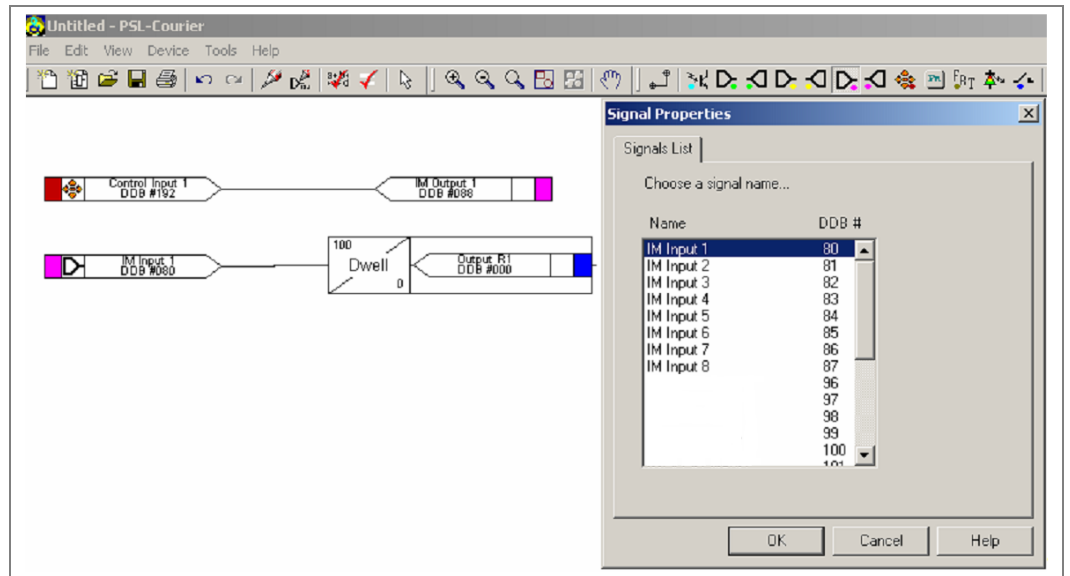 Untitled - PSL-Courier
File Edit View Device Tools Help
Control Input 1
DDB #192
IM Output 1
DDB #088
IM Input 1
DDB #080
100
Dwell
0
Output R1
DDB #000
Signal Properties
Signals List
Choose a signal name...
Name DDB #
IM Input 1 80
IM Input 2 81
IM Input 3 82
IM Input 4 83
IM Input 5 84
IM Input 6 85
IM Input 7 86
IM Input 8 87
96
97
98
99
100
101
OK Cancel Help